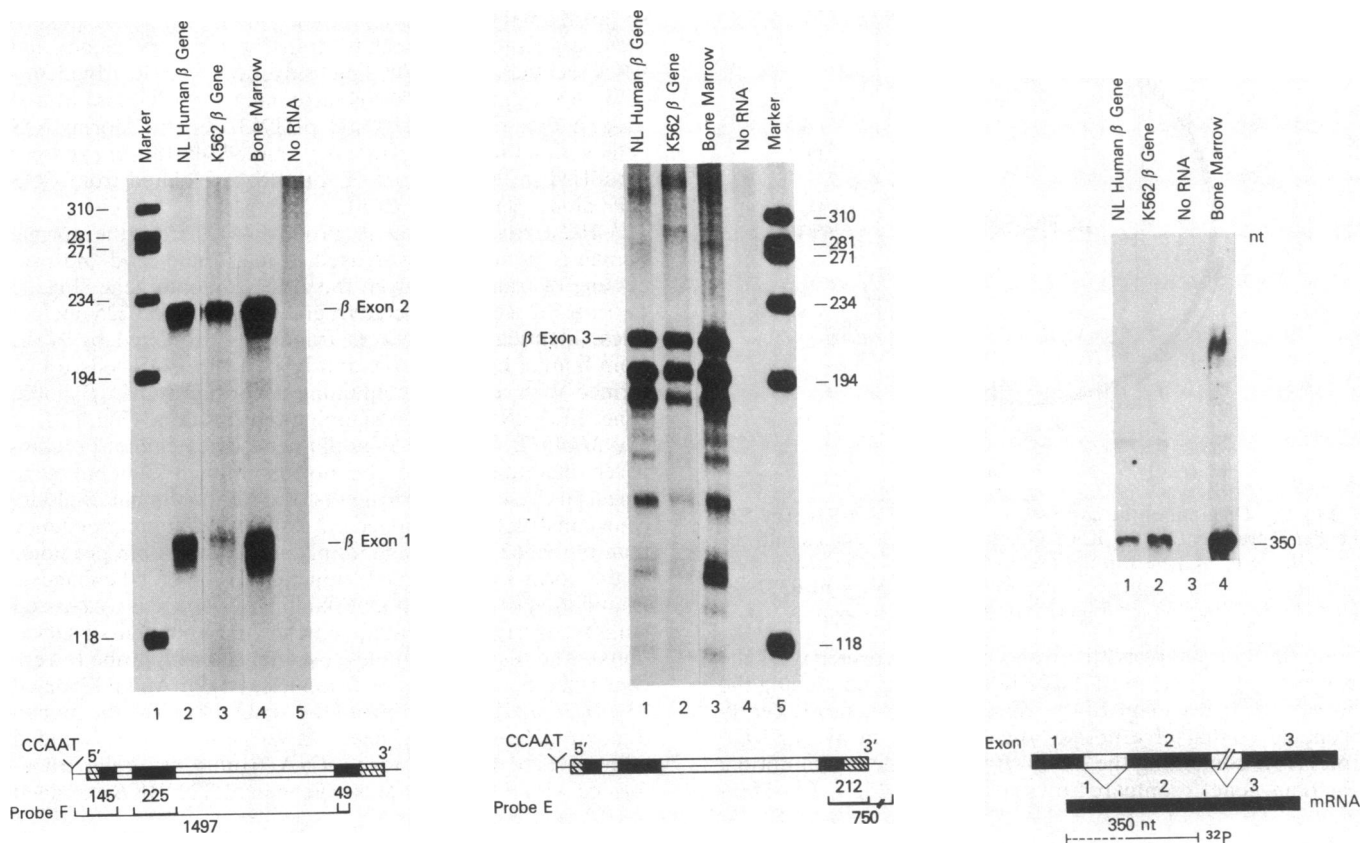 Marker
NL Human β Gene
K562 β Gene
Bone Marrow
No RNA
310–
281–
271–
234–
194–
118–
–β Exon 2
–β Exon 1
1 2 3 4 5
CCAAT
5′ 3′
145 225 49
Probe F
1497
NL Human β Gene
K562 β Gene
Bone Marrow
No RNA
Marker
β Exon 3–
–310
–281
–271
–234
–194
–118
1 2 3 4 5
CCAAT
5′ 3′
212
Probe E
750
NL Human β Gene
K562 β Gene
No RNA
Bone Marrow
nt
–350
1 2 3 4
Exon 1 2 3
1 2 3 mRNA
350 nt
³²P